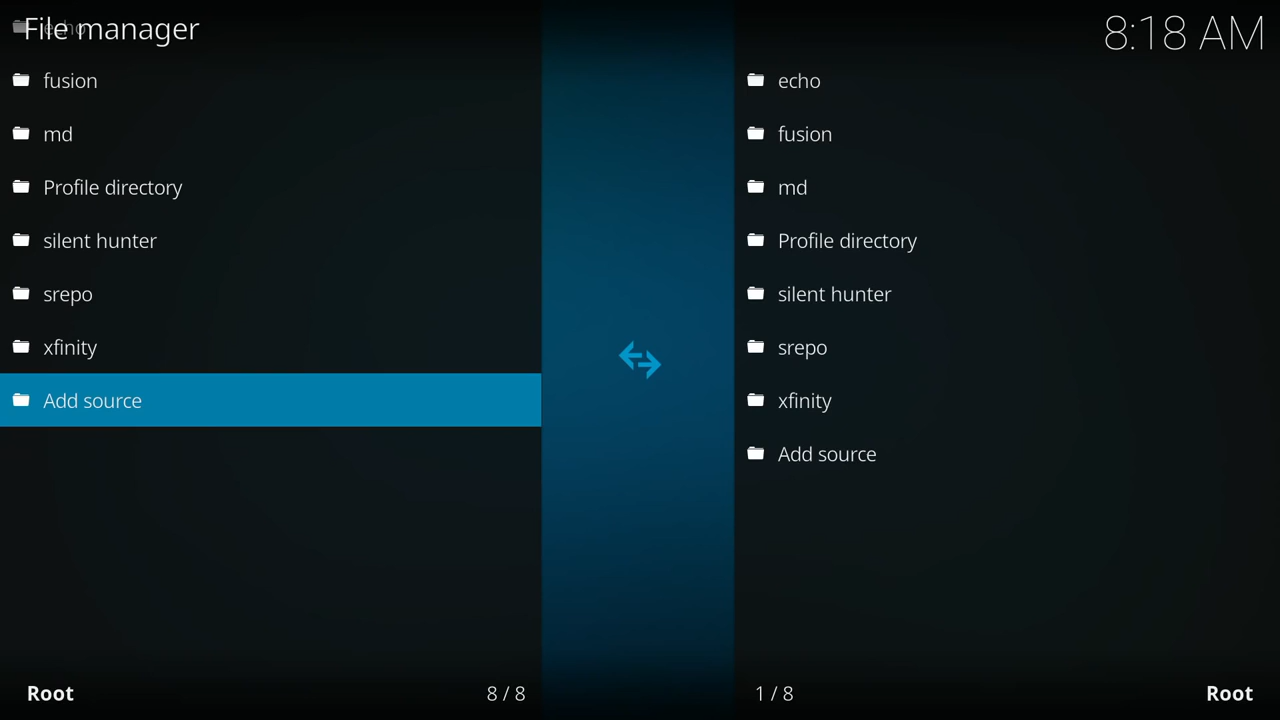 echo
File manager
8:18 AM
fusion
md
Profile directory
silent hunter
srepo
xfinity
Add source
echo
fusion
md
Profile directory
silent hunter
srepo
xfinity
Add source
Root
8 / 8
1 / 8
Root